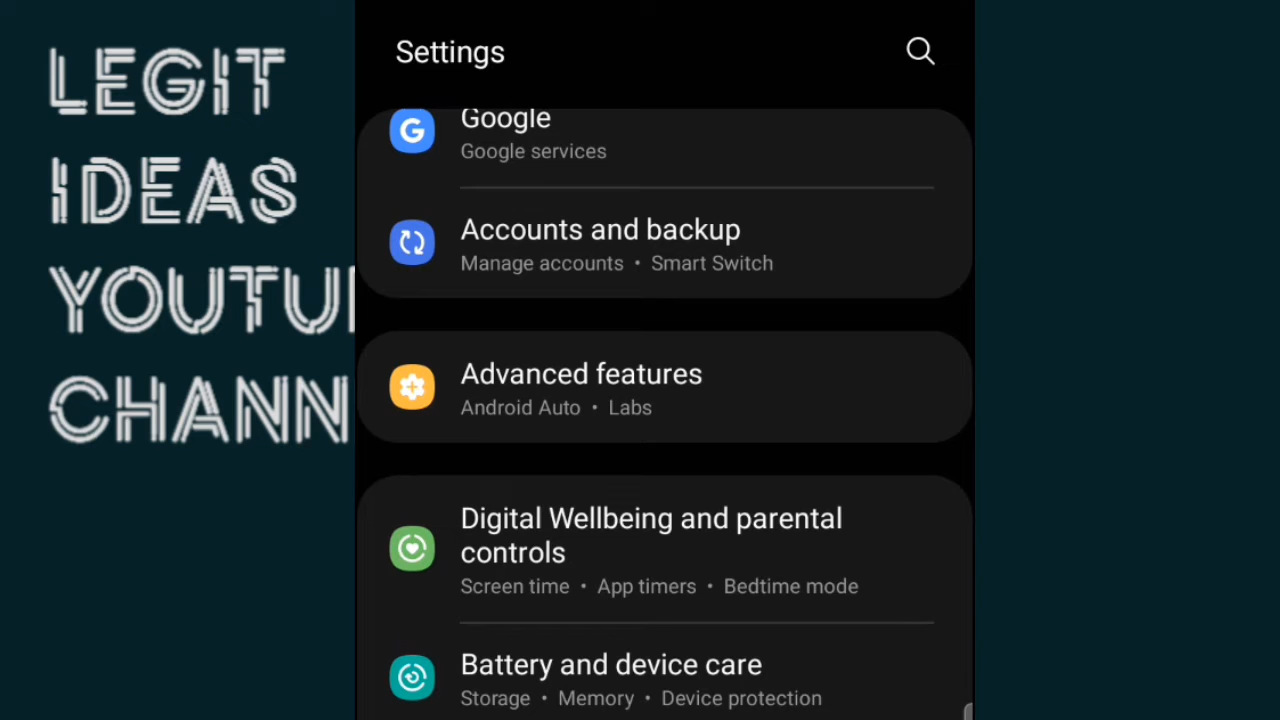 LEGIT
IDEAS
YOUTU
CHANN
Settings
Google
Google services
Accounts and backup
Manage accounts • Smart Switch
Advanced features
Android Auto • Labs
Digital Wellbeing and parental
controls
Screen time • App timers • Bedtime mode
Battery and device care
Storage • Memory • Device protection